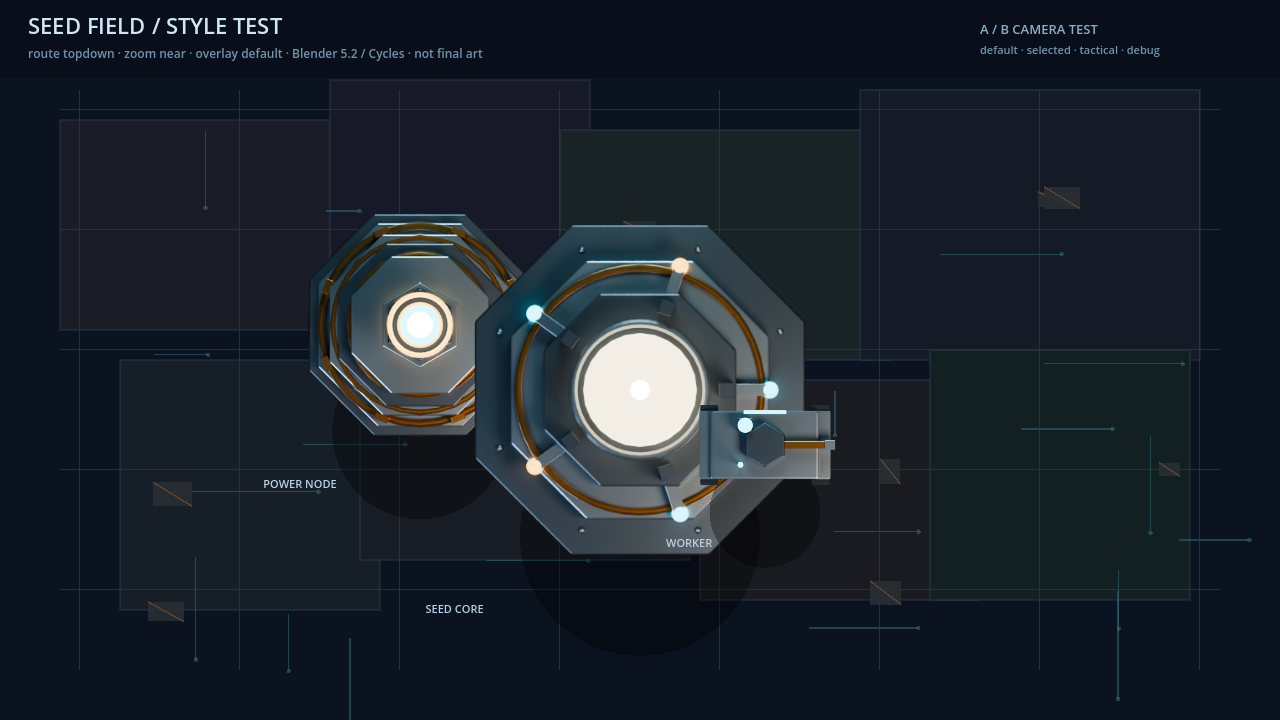 SEED FIELD / STYLE TEST
route topdown · zoom near · overlay default · Blender 5.2 / Cycles · not final art
A / B CAMERA TEST
default · selected · tactical · debug
POWER NODE
WORKER
SEED CORE